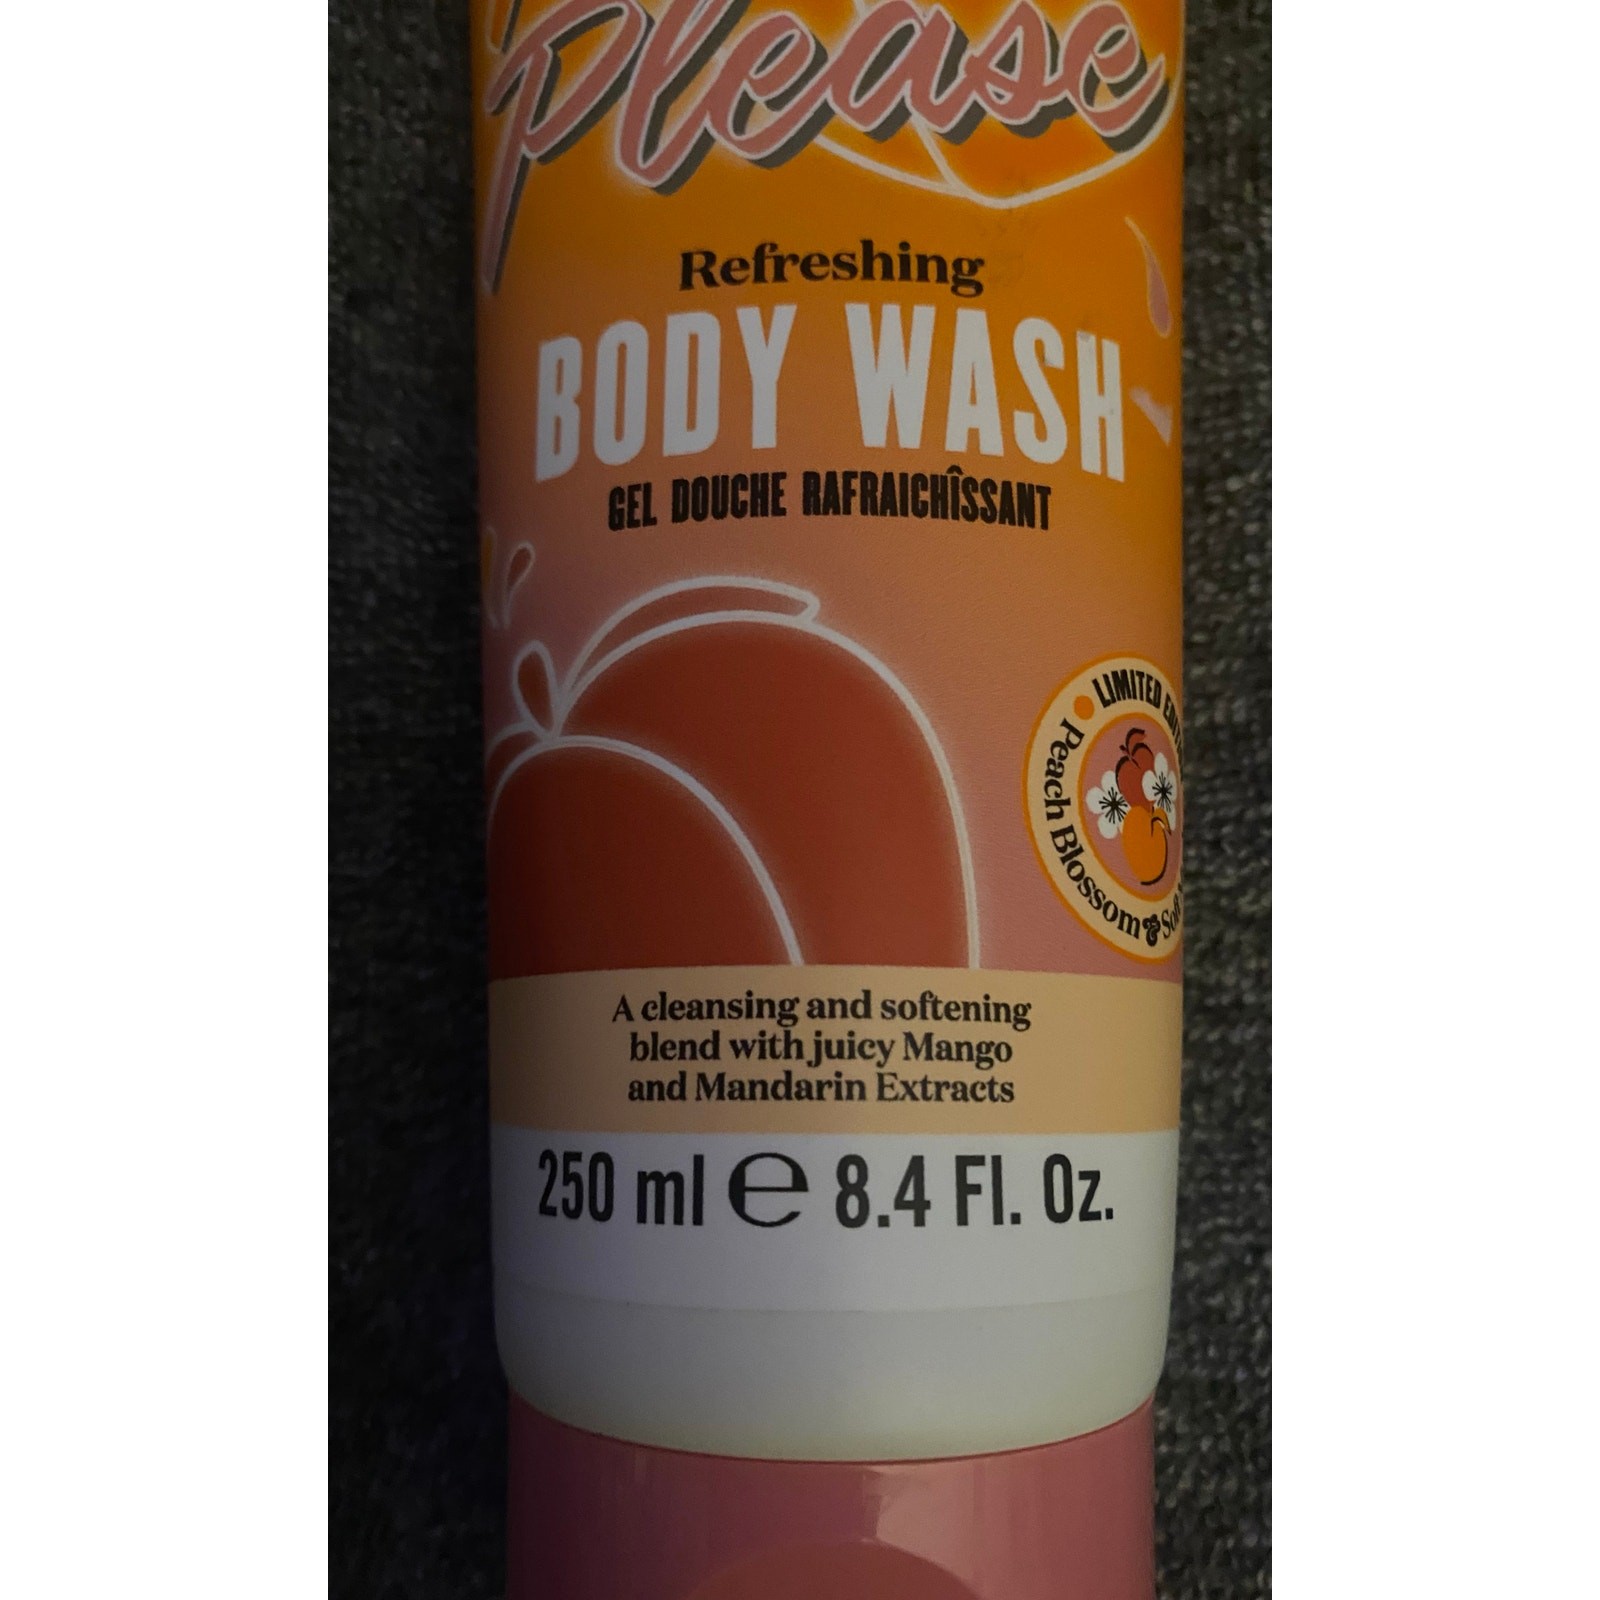 Please
Refreshing
BODY WASH
GEL DOUCHE RAFRAICHÎSSANT
LIMITED
Peach Blossom &
A cleansing and softening
blend with juicy Mango
and Mandarin Extracts
250 ml e 8.4 Fl. Oz.